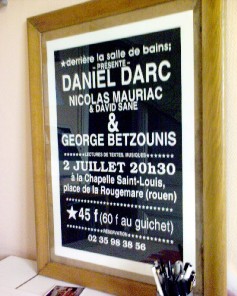 ★derrière la salle de bains:
-PRÉSENTE-
DANIEL DARC
NICOLAS MAURIAC
& DAVID SANE
&
GEORGE BETZOUNIS
LECTURES DE TEXTES, MUSIQUES
2 JUILLET 20h30
à la Chapelle Saint-Louis,
place de la Rougemare (rouen)
★45 f (60 f au guichet)
RÉSERVATION
02 35 98 38 56